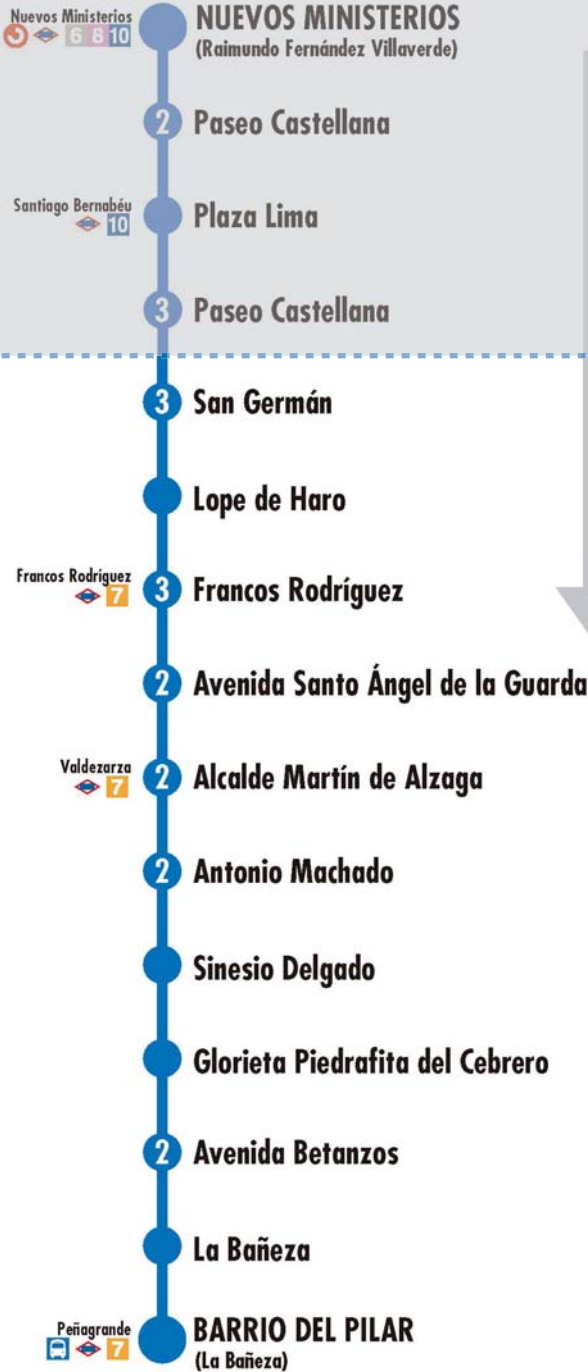 Nuevos Ministerios
6 8 10
NUEVOS MINISTERIOS
(Raimundo Fernández Villaverde)
2 Paseo Castellana
Santiago Bernabéu
10
Plaza Lima
3 Paseo Castellana
3 San Germán
Lope de Haro
Francos Rodríguez
7
3 Francos Rodríguez
2 Avenida Santo Ángel de la Guarda
Valdezarza
7
2 Alcalde Martín de Alzaga
2 Antonio Machado
Sinesio Delgado
Glorieta Piedrafita del Cebrero
2 Avenida Betanzos
La Bañeza
Peñagrande
7
BARRIO DEL PILAR
(La Bañeza)